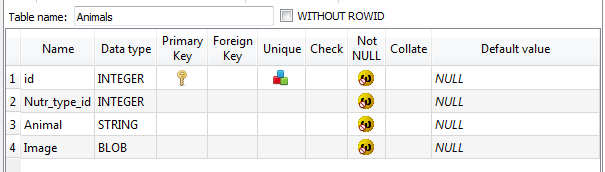 Table name: Animals WITHOUT ROWID
Name Data type Primary Key Foreign Key Unique Check Not NULL Collate Default value
1 id INTEGER NULL
2 Nutr_type_id INTEGER NULL
3 Animal STRING NULL
4 Image BLOB NULL